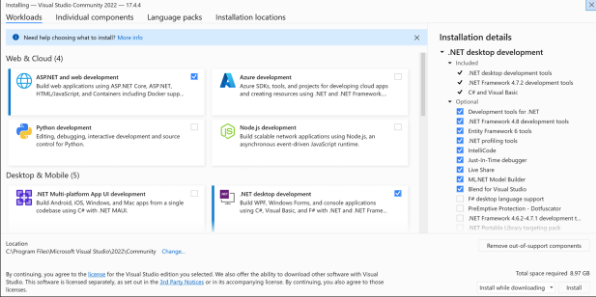 Installing — Visual Studio Community 2022 — 17.4.4
Workloads Individual components Language packs Installation locations
Need help choosing what to install? More info
Web & Cloud (4)
ASP.NET and web development
Build web applications using ASP.NET Core, ASP.NET,
HTML/JavaScript, and Containers including Docker supp...
Azure development
Azure SDKs, tools, and projects for developing cloud apps
and creating resources using .NET and .NET Framework....
Python development
Editing, debugging, interactive development and source
control for Python.
Node.js development
Build scalable network applications using Node.js, an
asynchronous event-driven JavaScript runtime.
Desktop & Mobile (5)
.NET Multi-platform App UI development
Build Android, iOS, Windows, and Mac apps from a single
codebase using C# with .NET MAUI.
.NET desktop development
Build WPF, Windows Forms, and console applications
using C#, Visual Basic, and F# with .NET and .NET Frame...
Location
C:\Program Files\Microsoft Visual Studio\2022\Community Change...
By continuing, you agree to the license for the Visual Studio edition you selected. We also offer the ability to download other software with Visual
Studio. This software is licensed separately, as set out in the 3rd Party Notices or in its accompanying license. By continuing, you also agree to those
licenses.
Installation details
.NET desktop development
Included
.NET desktop development tools
.NET Framework 4.7.2 development tools
C# and Visual Basic
Optional
Development tools for .NET
.NET Framework 4.8 development tools
Entity Framework 6 tools
.NET profiling tools
IntelliCode
Just-In-Time debugger
Live Share
ML.NET Model Builder
Blend for Visual Studio
F# desktop language support
PreEmptive Protection - Dotfuscator
.NET Framework 4.6.2-4.7.1 development t...
.NET Portable Library targeting pack
Remove out-of-support components
Total space required 8.97 GB
Install while downloading Install